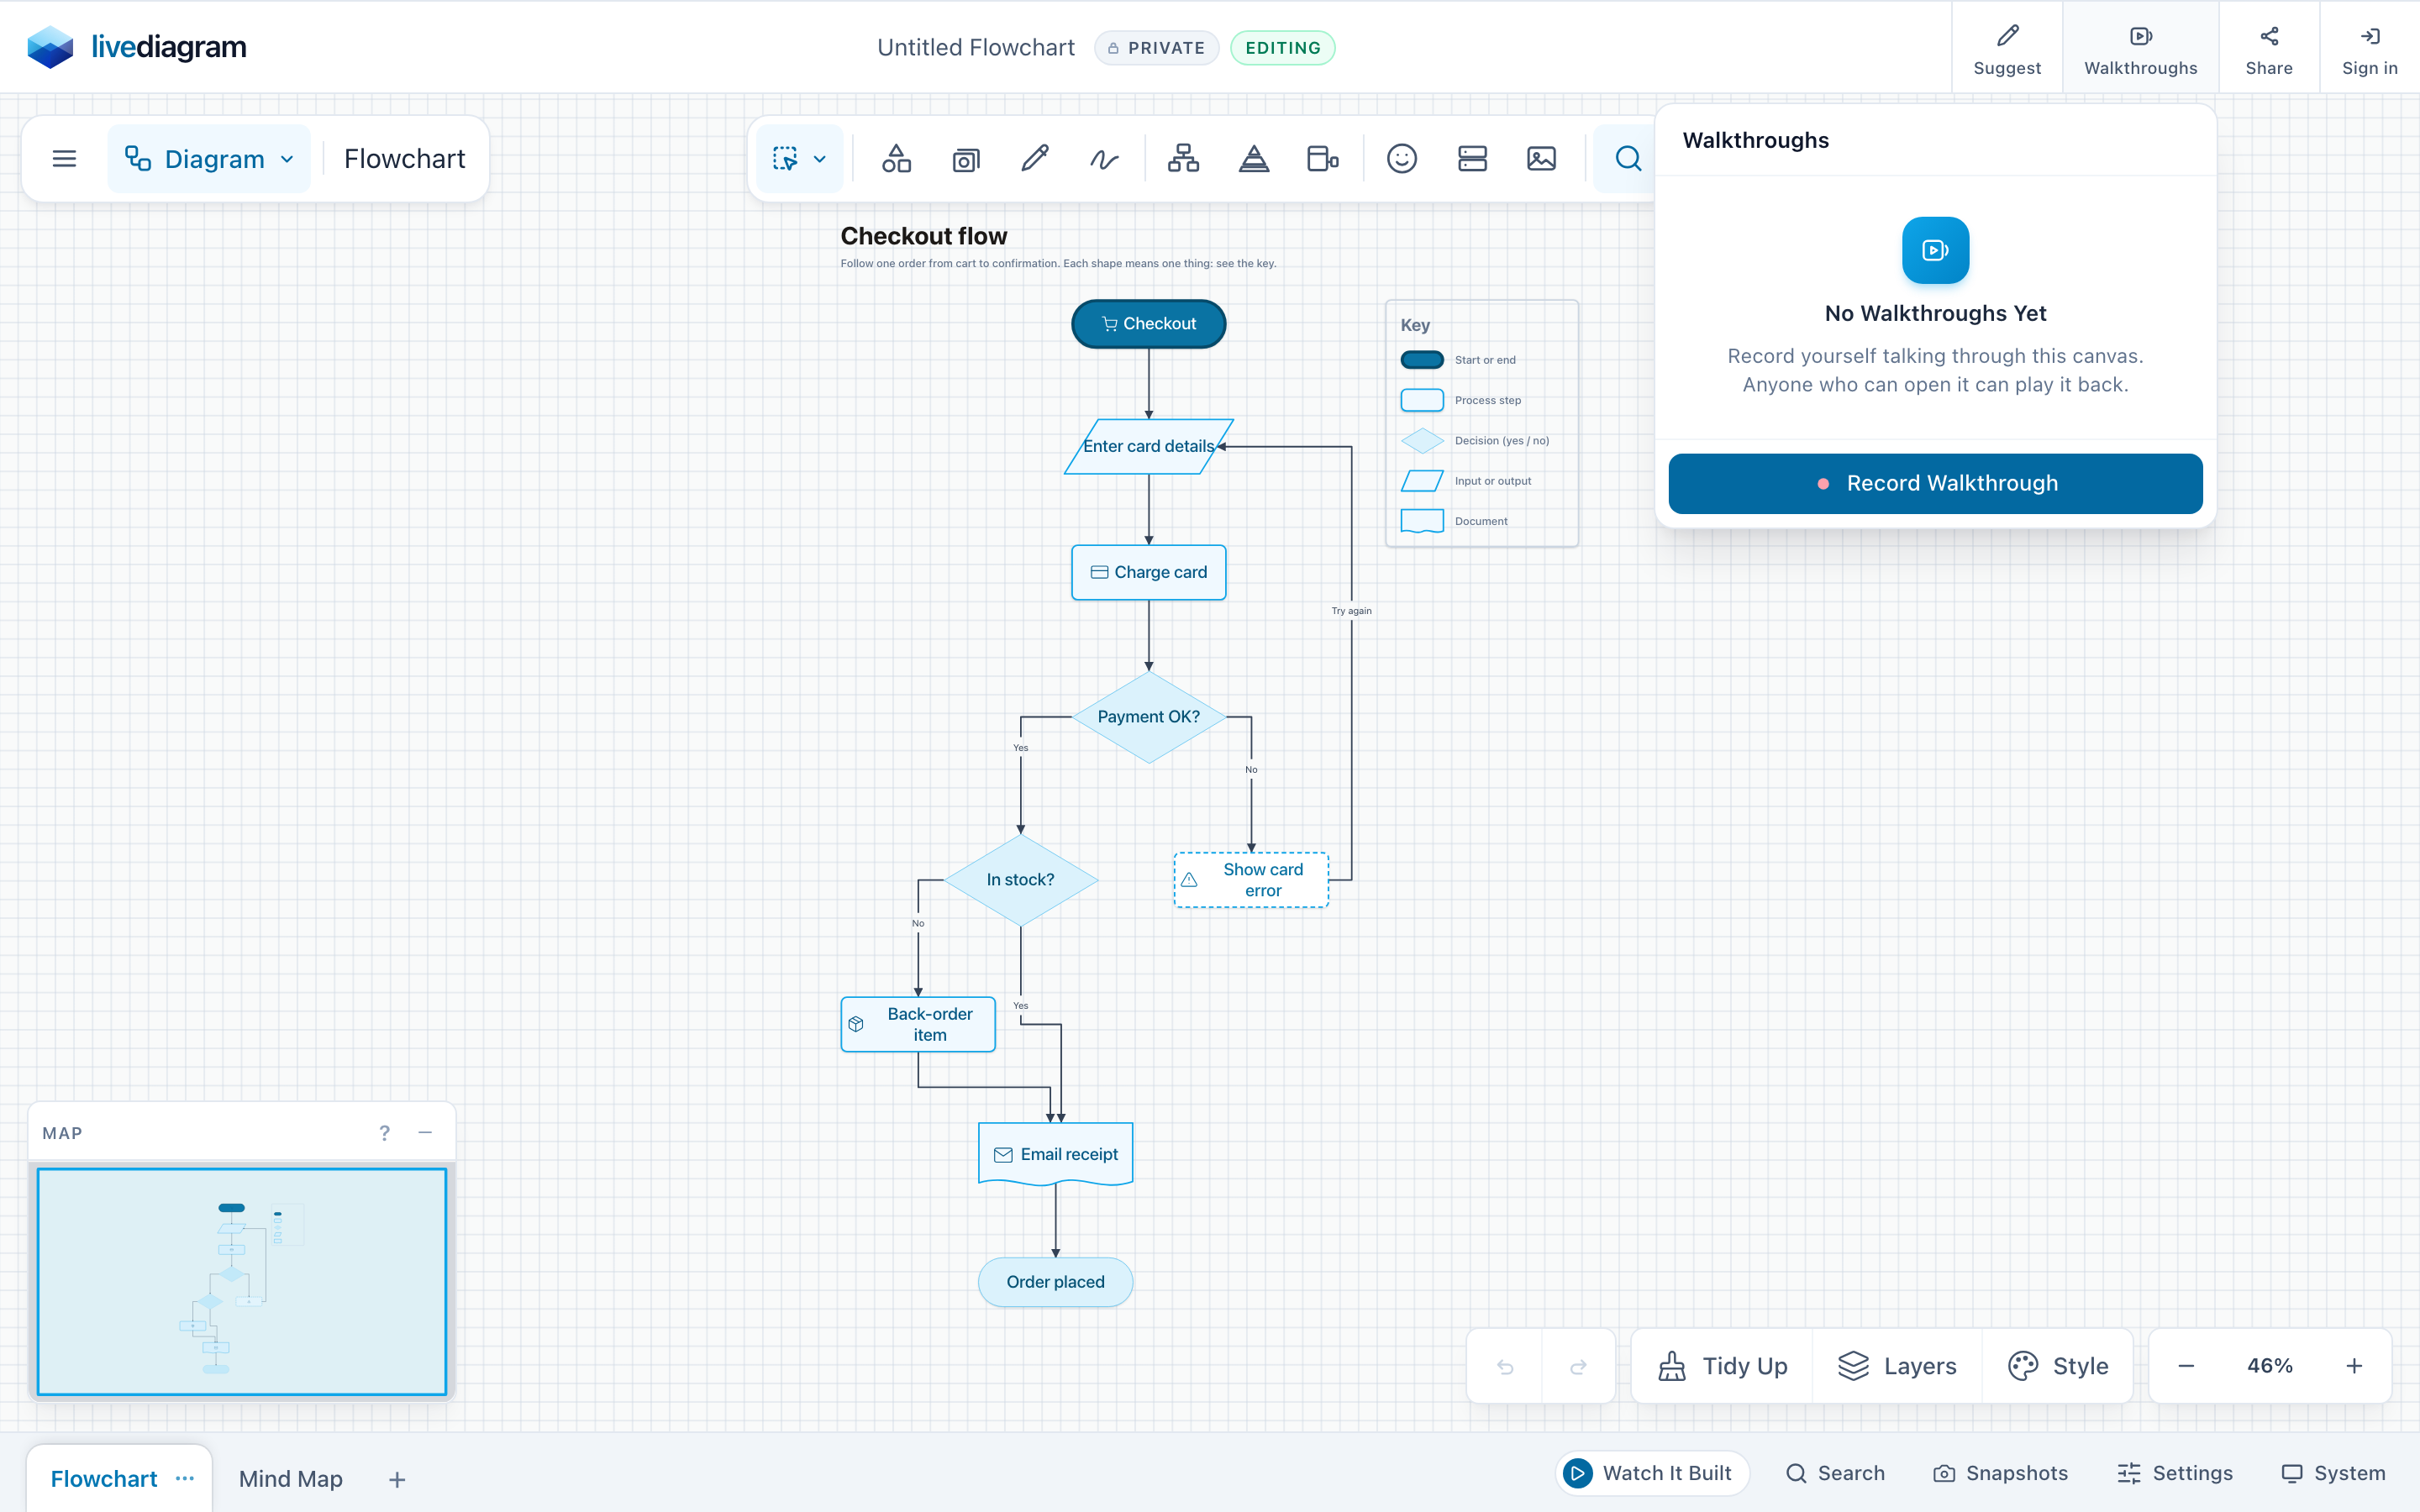 livediagram
Untitled Flowchart
PRIVATE
EDITING
Suggest
Walkthroughs
Share
Sign in
Diagram
Flowchart
Walkthroughs
No Walkthroughs Yet
Record yourself talking through this canvas.
Anyone who can open it can play it back.
Record Walkthrough
Checkout flow
Follow one order from cart to confirmation. Each shape means one thing: see the key.
Checkout
Key
Start or end
Process step
Decision (yes / no)
Input or output
Document
Enter card details
Charge card
Try again
Payment OK?
Yes
No
In stock?
Show card
error
No
Yes
Back-order
item
Email receipt
Order placed
MAP
?
Tidy Up
Layers
Style
46%
Flowchart
Mind Map
Watch It Built
Search
Snapshots
Settings
System